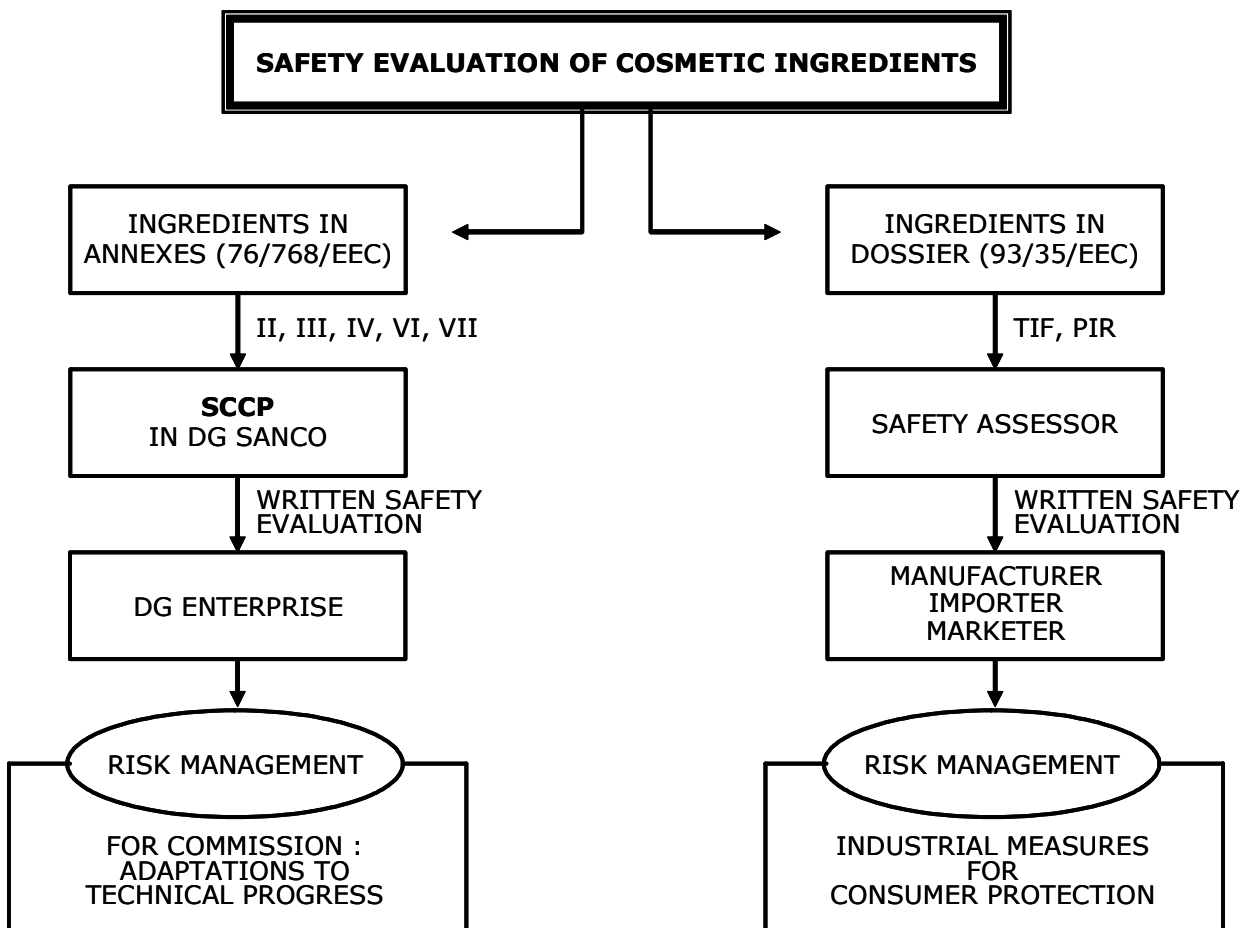 SAFETY EVALUATION OF COSMETIC INGREDIENTS
INGREDIENTS IN
ANNEXES (76/768/EEC)
II, III, IV, VI, VII
SCCP
IN DG SANCO
WRITTEN SAFETY
EVALUATION
DG ENTERPRISE
RISK MANAGEMENT
FOR COMMISSION :
ADAPTATIONS TO
TECHNICAL PROGRESS
INGREDIENTS IN
DOSSIER (93/35/EEC)
TIF, PIR
SAFETY ASSESSOR
WRITTEN SAFETY
EVALUATION
MANUFACTURER
IMPORTER
MARKETER
RISK MANAGEMENT
INDUSTRIAL MEASURES
FOR
CONSUMER PROTECTION